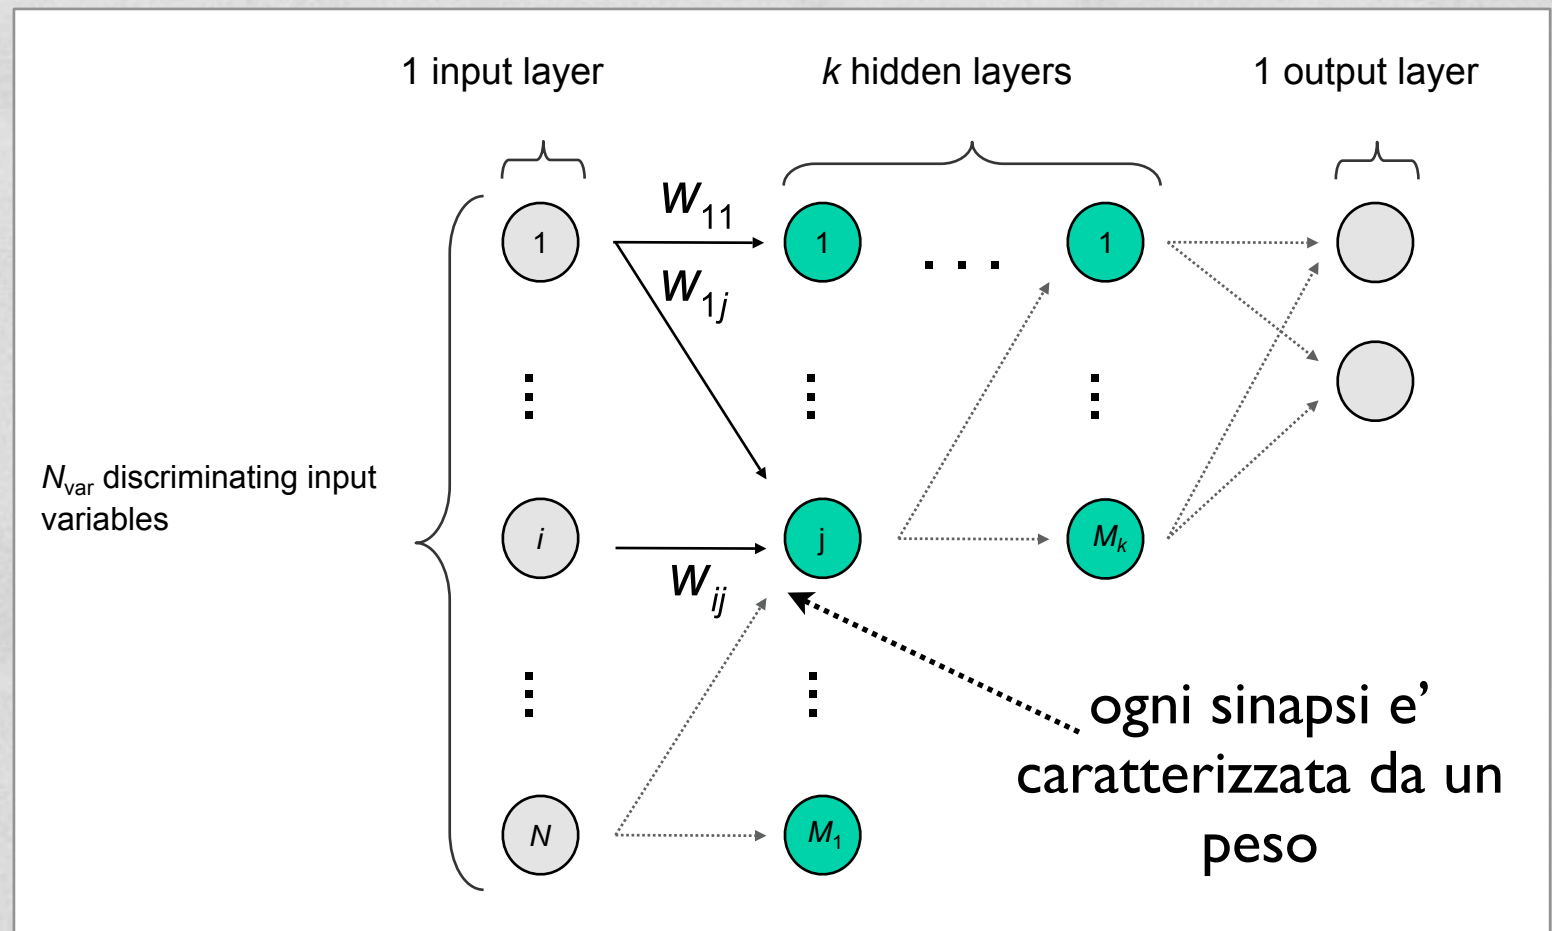 1 input layer
k hidden layers
1 output layer
w11
w1j
1
1
1
Nvar discriminating input
variables
i
j
Mk
wij
ogni sinapsi e’
caratterizzata da un
peso
N
M1